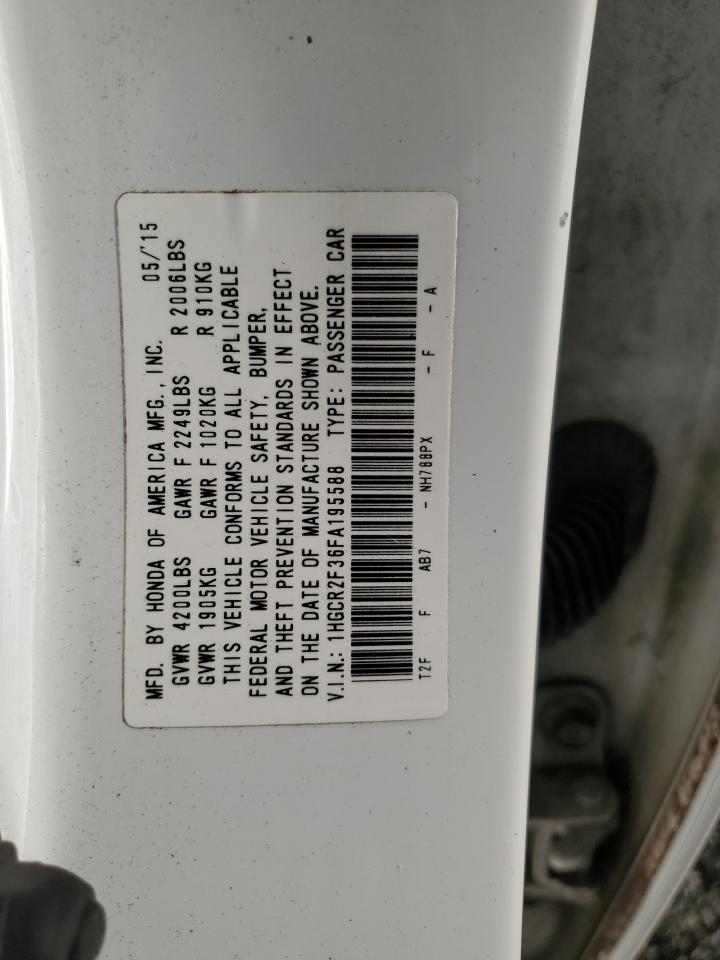 MFD. BY HONDA OF AMERICA MFG., INC. 05/'15
GVWR 4200LBS GAWR F 2249LBS R 2006LBS
GVWR 1905KG GAWR F 1020KG R 910KG
THIS VEHICLE CONFORMS TO ALL APPLICABLE
FEDERAL MOTOR VEHICLE SAFETY, BUMPER,
AND THEFT PREVENTION STANDARDS IN EFFECT
ON THE DATE OF MANUFACTURE SHOWN ABOVE.
V.I.N.: 1HGCR2F36FA195588 TYPE: PASSENGER CAR
T2F F AB7 - NH788PX - F - A